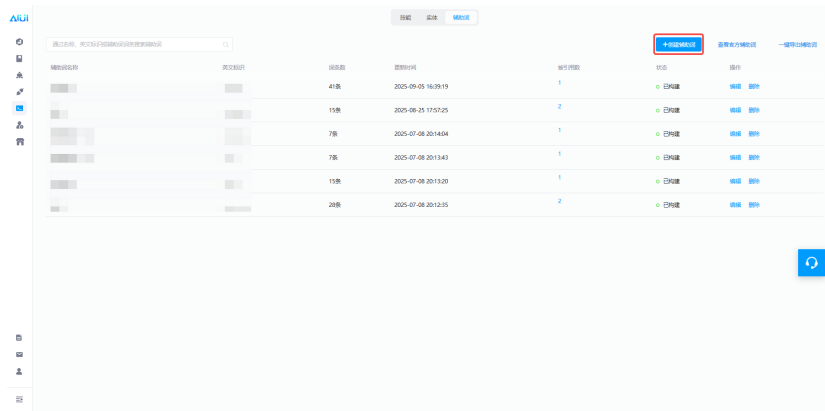 AIUI
技能 实体 辅助词
通过名称、英文标识或辅助词词条搜索辅助词
+创建辅助词 查看官方辅助词 一键导出辅助词
辅助词名称 英文标识 词条数 更新时间 被引用数 状态 操作
41条 2025-09-05 16:39:19 1 已构建 编辑 删除
15条 2025-08-25 17:57:25 2 已构建 编辑 删除
7条 2025-07-08 20:14:04 1 已构建 编辑 删除
7条 2025-07-08 20:13:43 1 已构建 编辑 删除
15条 2025-07-08 20:13:20 1 已构建 编辑 删除
28条 2025-07-08 20:12:35 2 已构建 编辑 删除